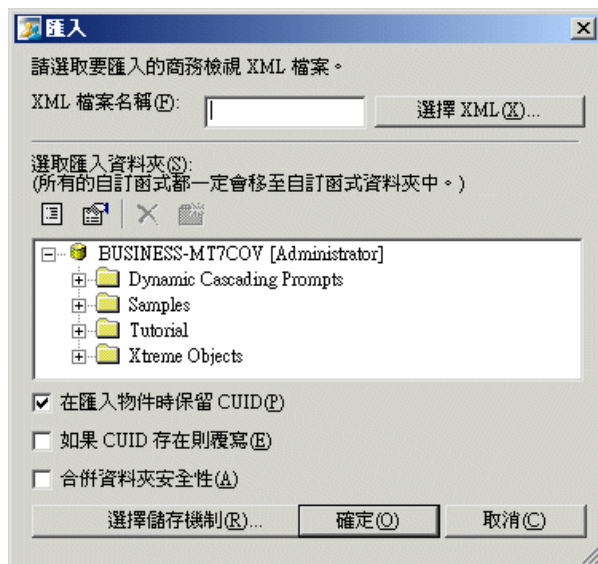 匯入
請選取要匯入的商務檢視 XML 檔案。
XML 檔案名稱(F):
選擇 XML(X)...
選取匯入資料夾(S):
(所有的自訂函式都一定會移至自訂函式資料夾中。)
BUSINESS-MT7COV [Administrator]
Dynamic Cascading Prompts
Samples
Tutorial
Xtreme Objects
在匯入物件時保留 CUID(P)
如果 CUID 存在則覆寫(E)
合併資料夾安全性(A)
選擇儲存機制(R)...
確定(O)
取消(C)